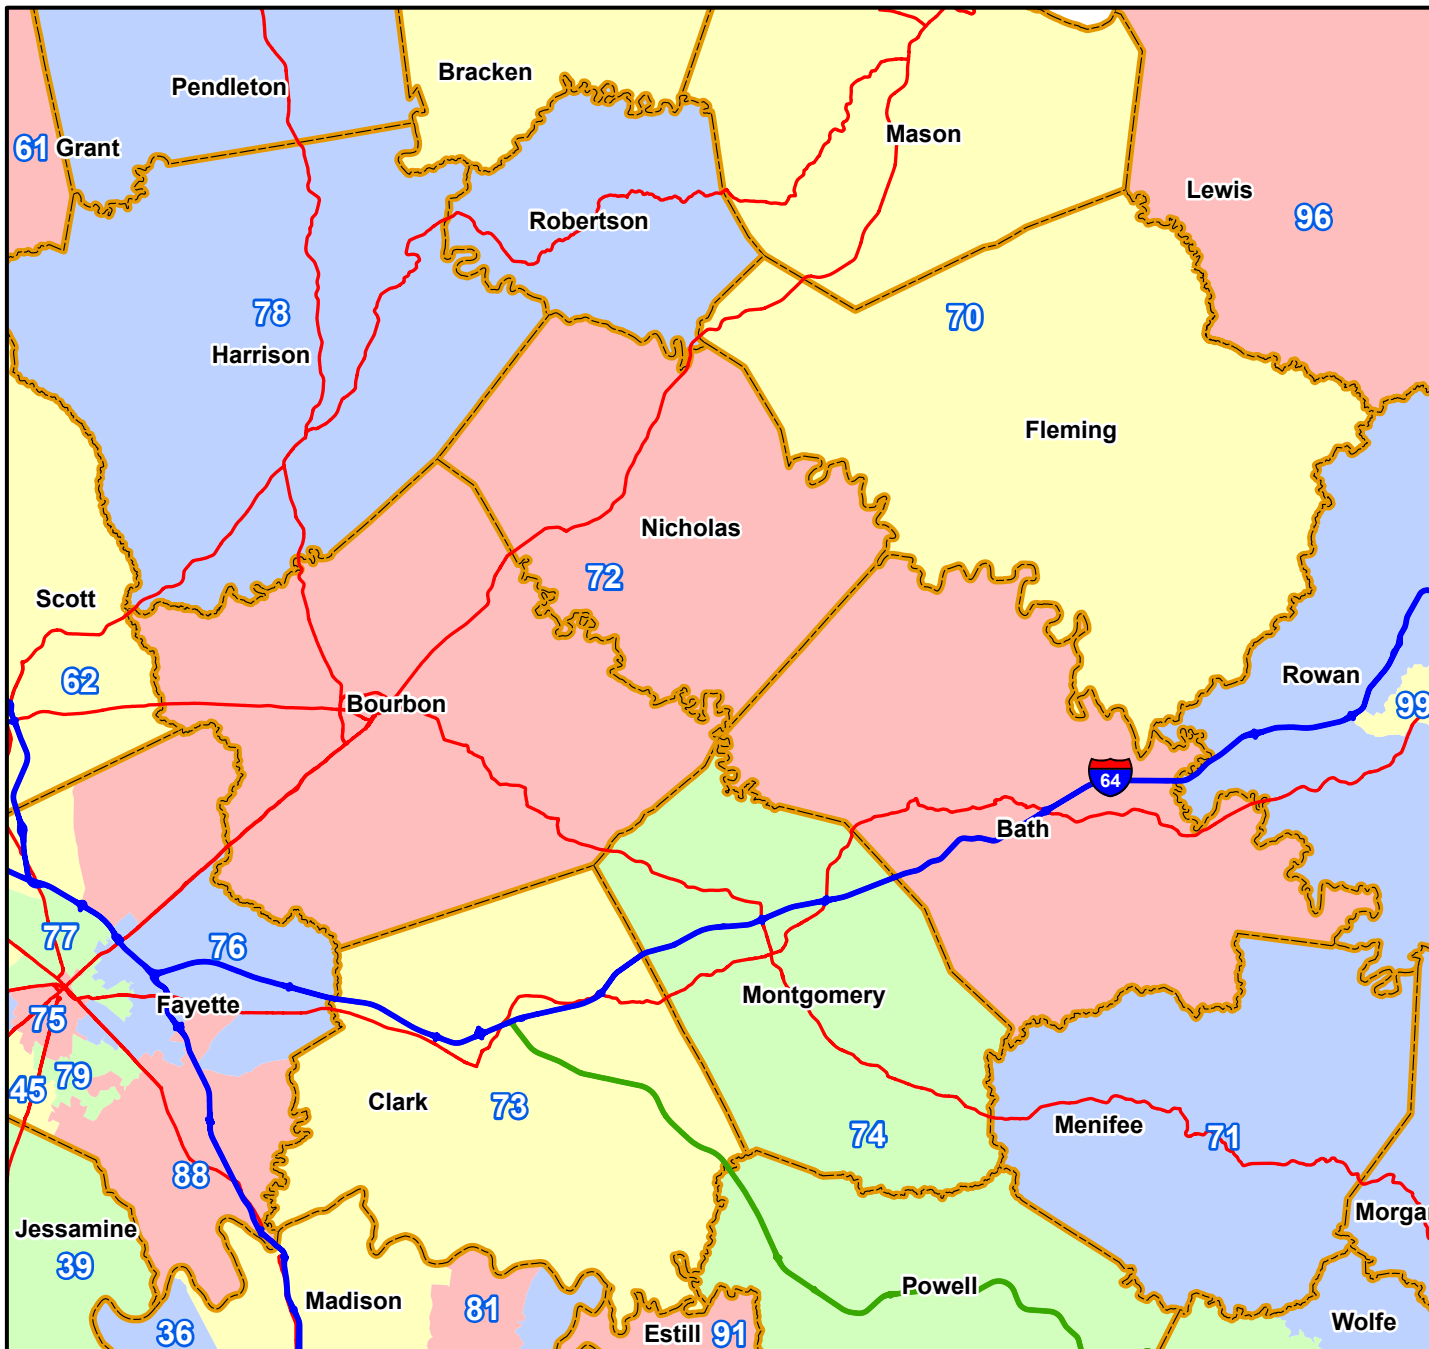 Bracken
Pendleton
Mason
61 Grant
Lewis
96
Robertson
78
70
Harrison
Fleming
Nicholas
72
Scott
62
Rowan
99
Bourbon
64
Bath
77
76
Montgomery
Fayette
75
79
45
Clark
73
74
Menifee
71
88
Morga
Jessamine
39
Powell
Madison
81
Wolfe
36
Estill 91